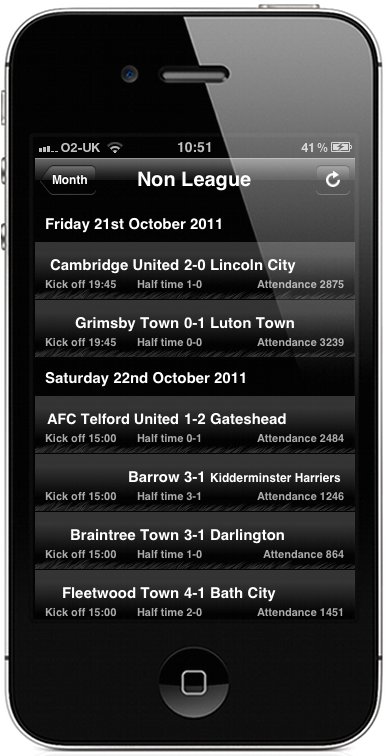 O2-UK 10:51 41%
Month Non League
Friday 21st October 2011
Cambridge United 2-0 Lincoln City
Kick off 19:45 Half time 1-0 Attendance 2875
Grimsby Town 0-1 Luton Town
Kick off 19:45 Half time 0-0 Attendance 3239
Saturday 22nd October 2011
AFC Telford United 1-2 Gateshead
Kick off 15:00 Half time 0-1 Attendance 2484
Barrow 3-1 Kidderminster Harriers
Kick off 15:00 Half time 3-1 Attendance 1246
Braintree Town 3-1 Darlington
Kick off 15:00 Half time 1-0 Attendance 864
Fleetwood Town 4-1 Bath City
Kick off 15:00 Half time 2-0 Attendance 1451